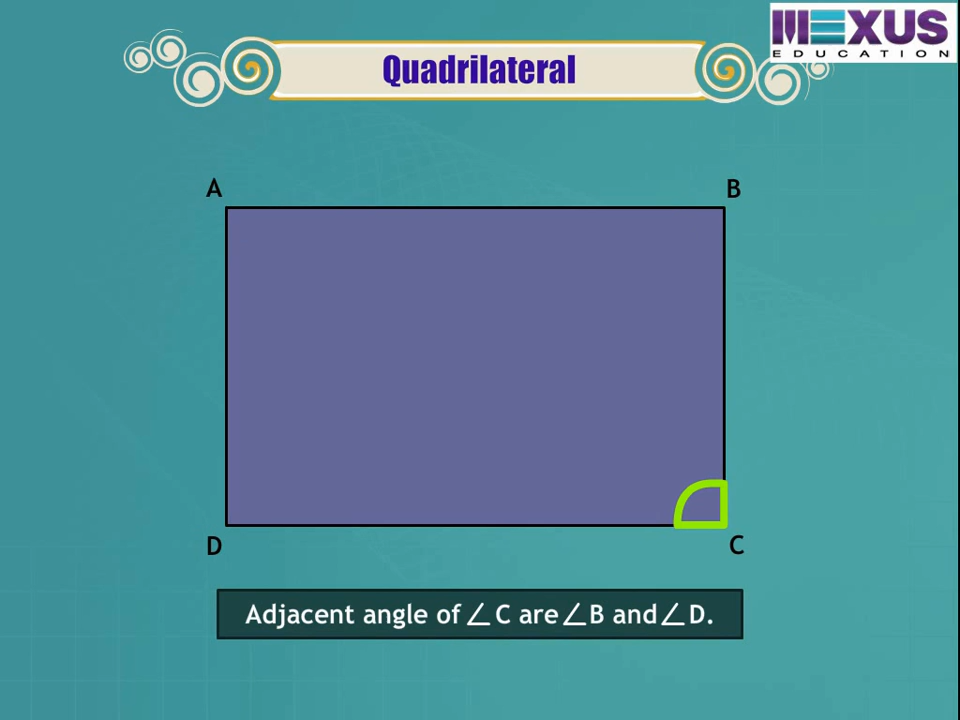 MEXUS
EDUCATION
Quadrilateral
A
B
D
C
Adjacent angle of ∠C are ∠B and ∠D.